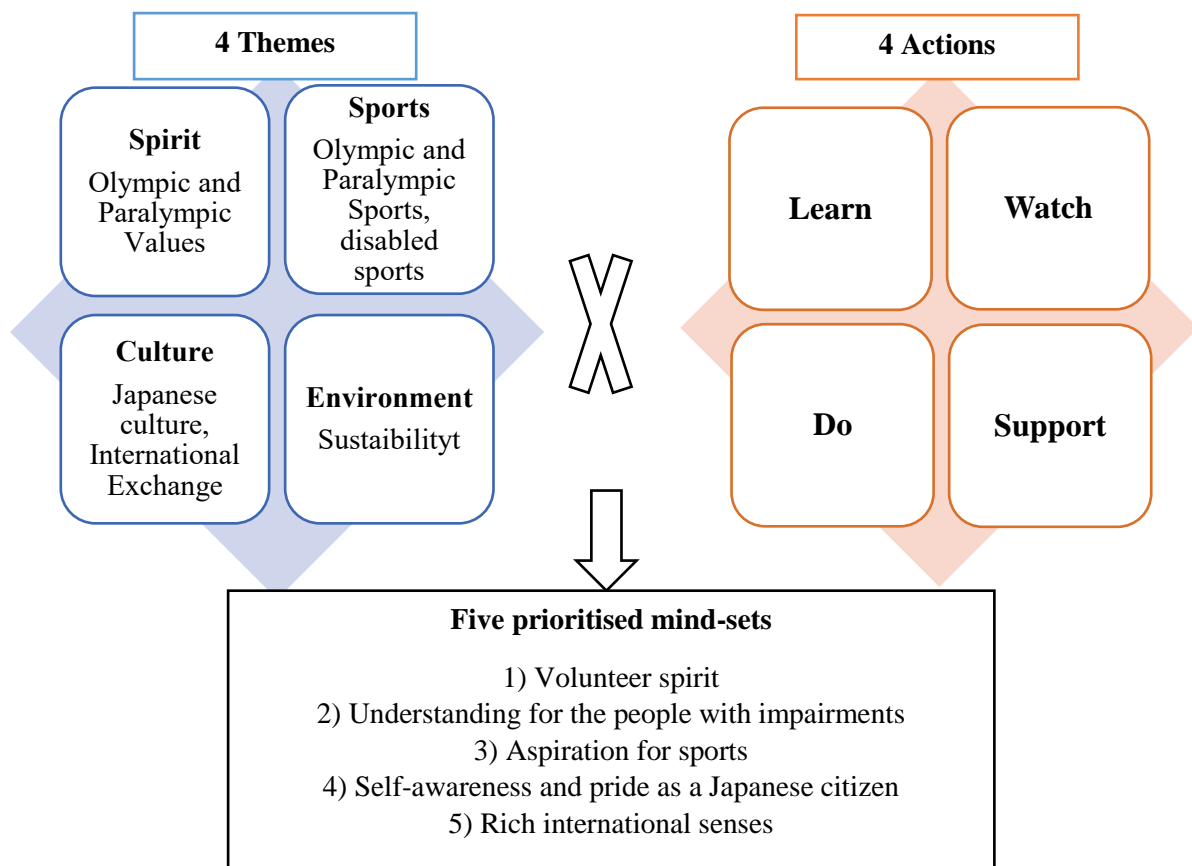 4 Themes
4 Actions
Spirit
Olympic and
Paralympic
Values
Sports
Olympic and
Paralympic
Sports,
disabled
sports
Culture
Japanese
culture,
International
Exchange
Environment
Sustaibilityt
X
Learn
Watch
Do
Support
Five prioritised mind-sets
1) Volunteer spirit
2) Understanding for the people with impairments
3) Aspiration for sports
4) Self-awareness and pride as a Japanese citizen
5) Rich international senses